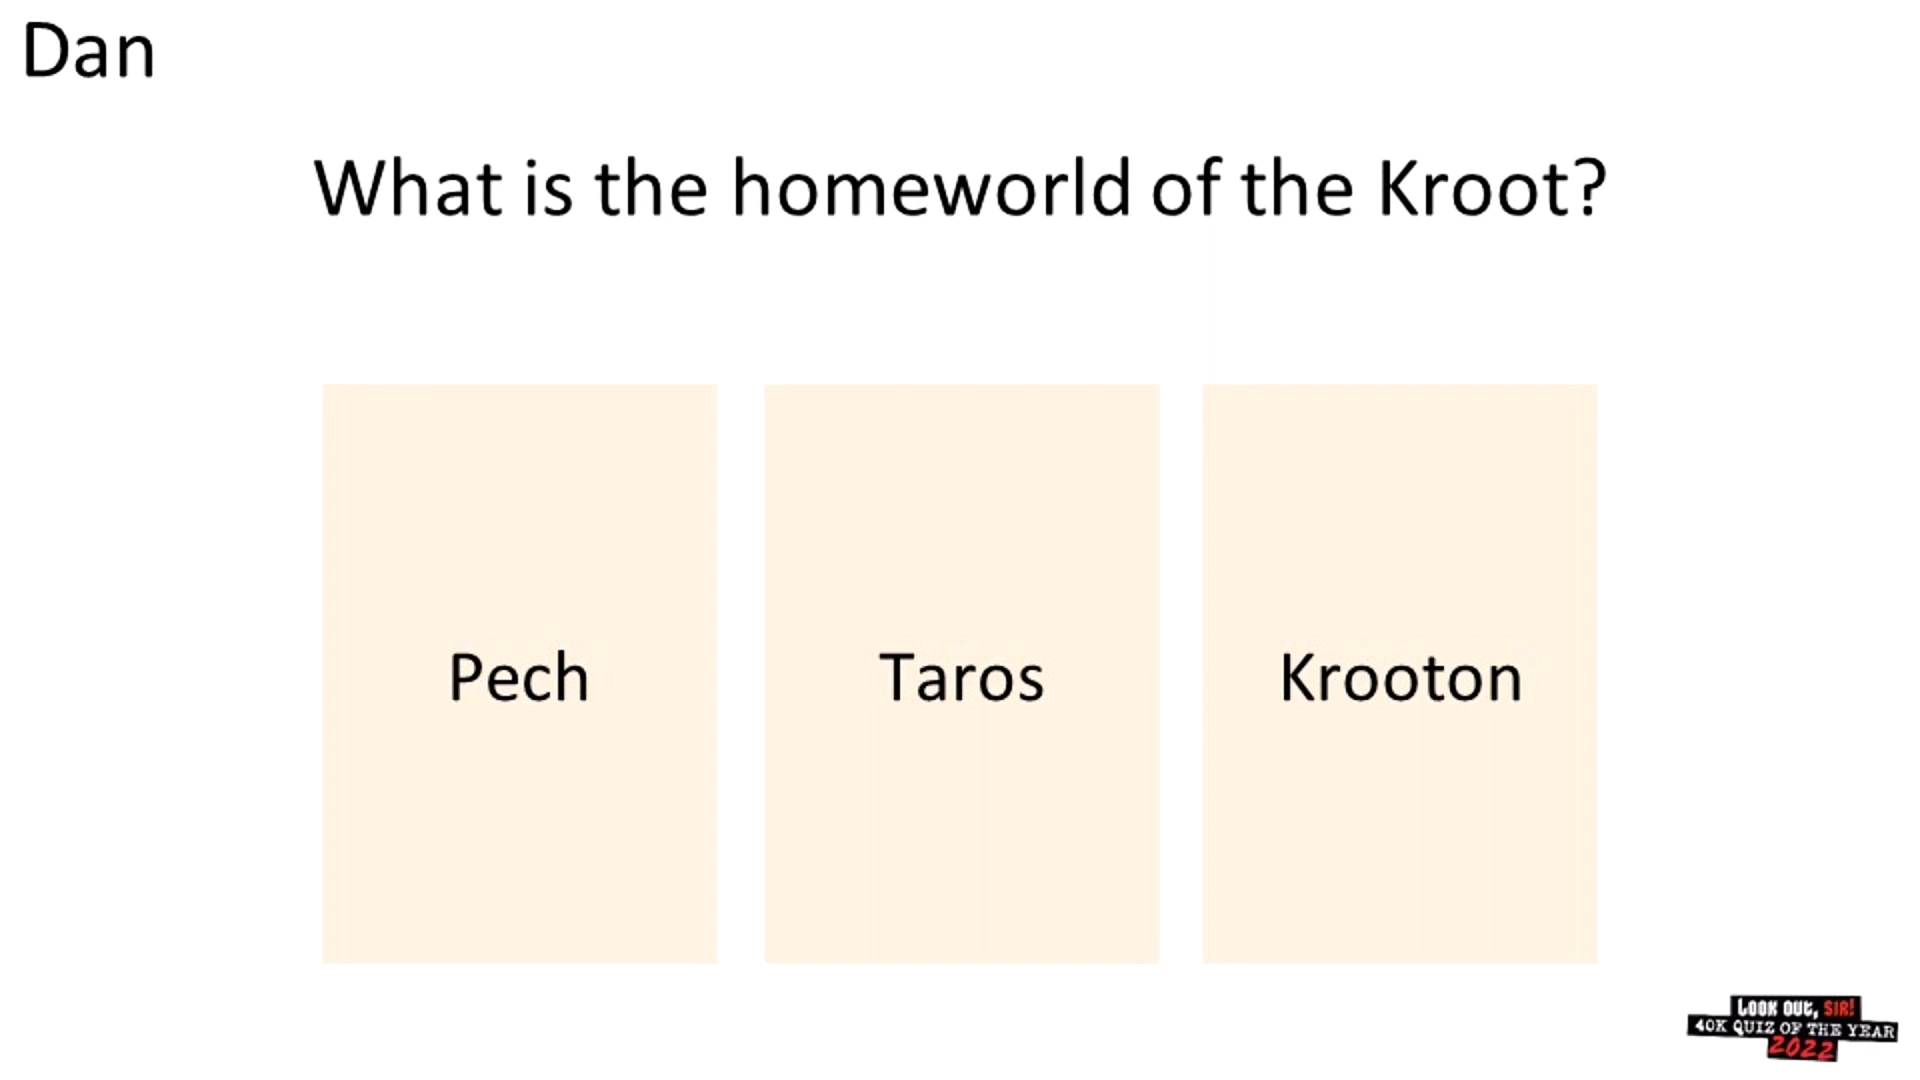 Dan
What is the homeworld of the Kroot?
Pech
Taros
Krooton
LOOK OUT, SIR!
40K QUIZ OF THE YEAR
2022